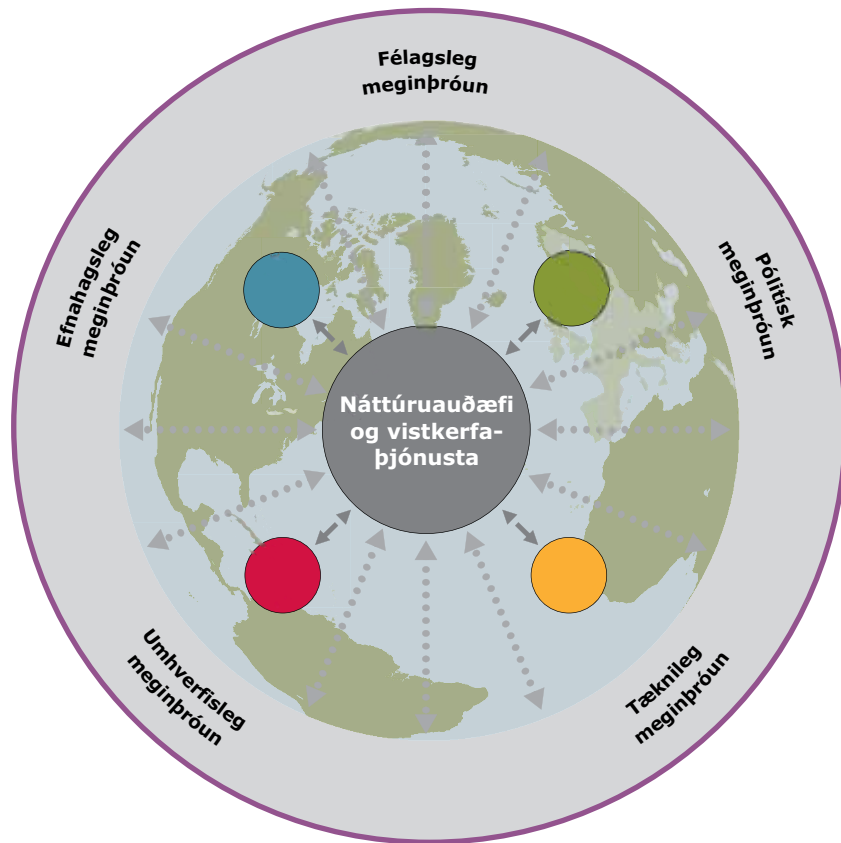 Félagsleg
meginþróun
Efnahagsleg
meginþróun
Pólitísk
meginþróun
Náttúruauðæfi
og vistkerfa-
þjónusta
Umhverfisleg
meginþróun
Tæknileg
meginþróun